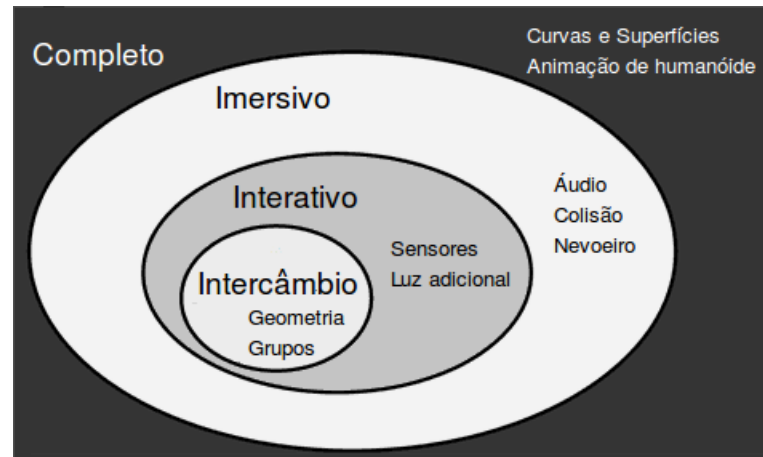 Completo
Curvas e Superfícies
Animação de humanóide
Imersivo
Áudio
Colisão
Nevoeiro
Interativo
Sensores
Luz adicional
Intercâmbio
Geometria
Grupos